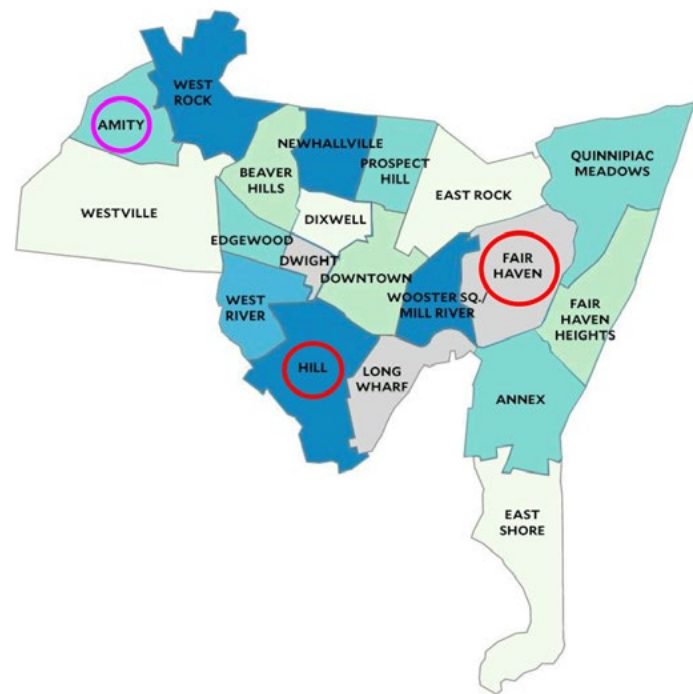 WEST
ROCK
AMITY
NEWHALLVILLE
PROSPECT
HILL
QUINNIPIAC
MEADOWS
BEAVER
HILLS
EAST ROCK
WESTVILLE
DIXWELL
EDGEWOOD
DWIGHT
DOWNTOWN
FAIR
HAVEN
WEST
RIVER
WOOSTER SQ./
MILL RIVER
FAIR
HAVEN
HEIGHTS
HILL
LONG
WHARF
ANNEX
EAST
SHORE